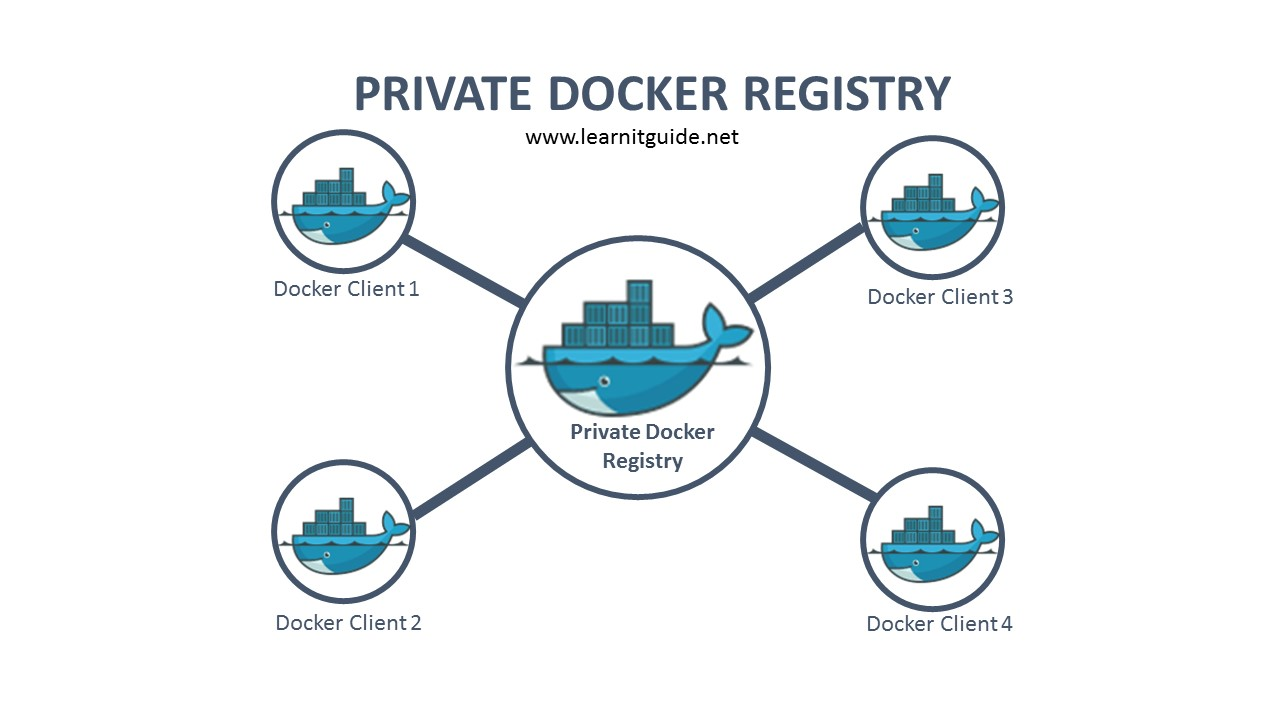 PRIVATE DOCKER REGISTRY
www.learnitguide.net
Docker Client 1
Docker Client 3
Private Docker
Registry
Docker Client 2
Docker Client 4